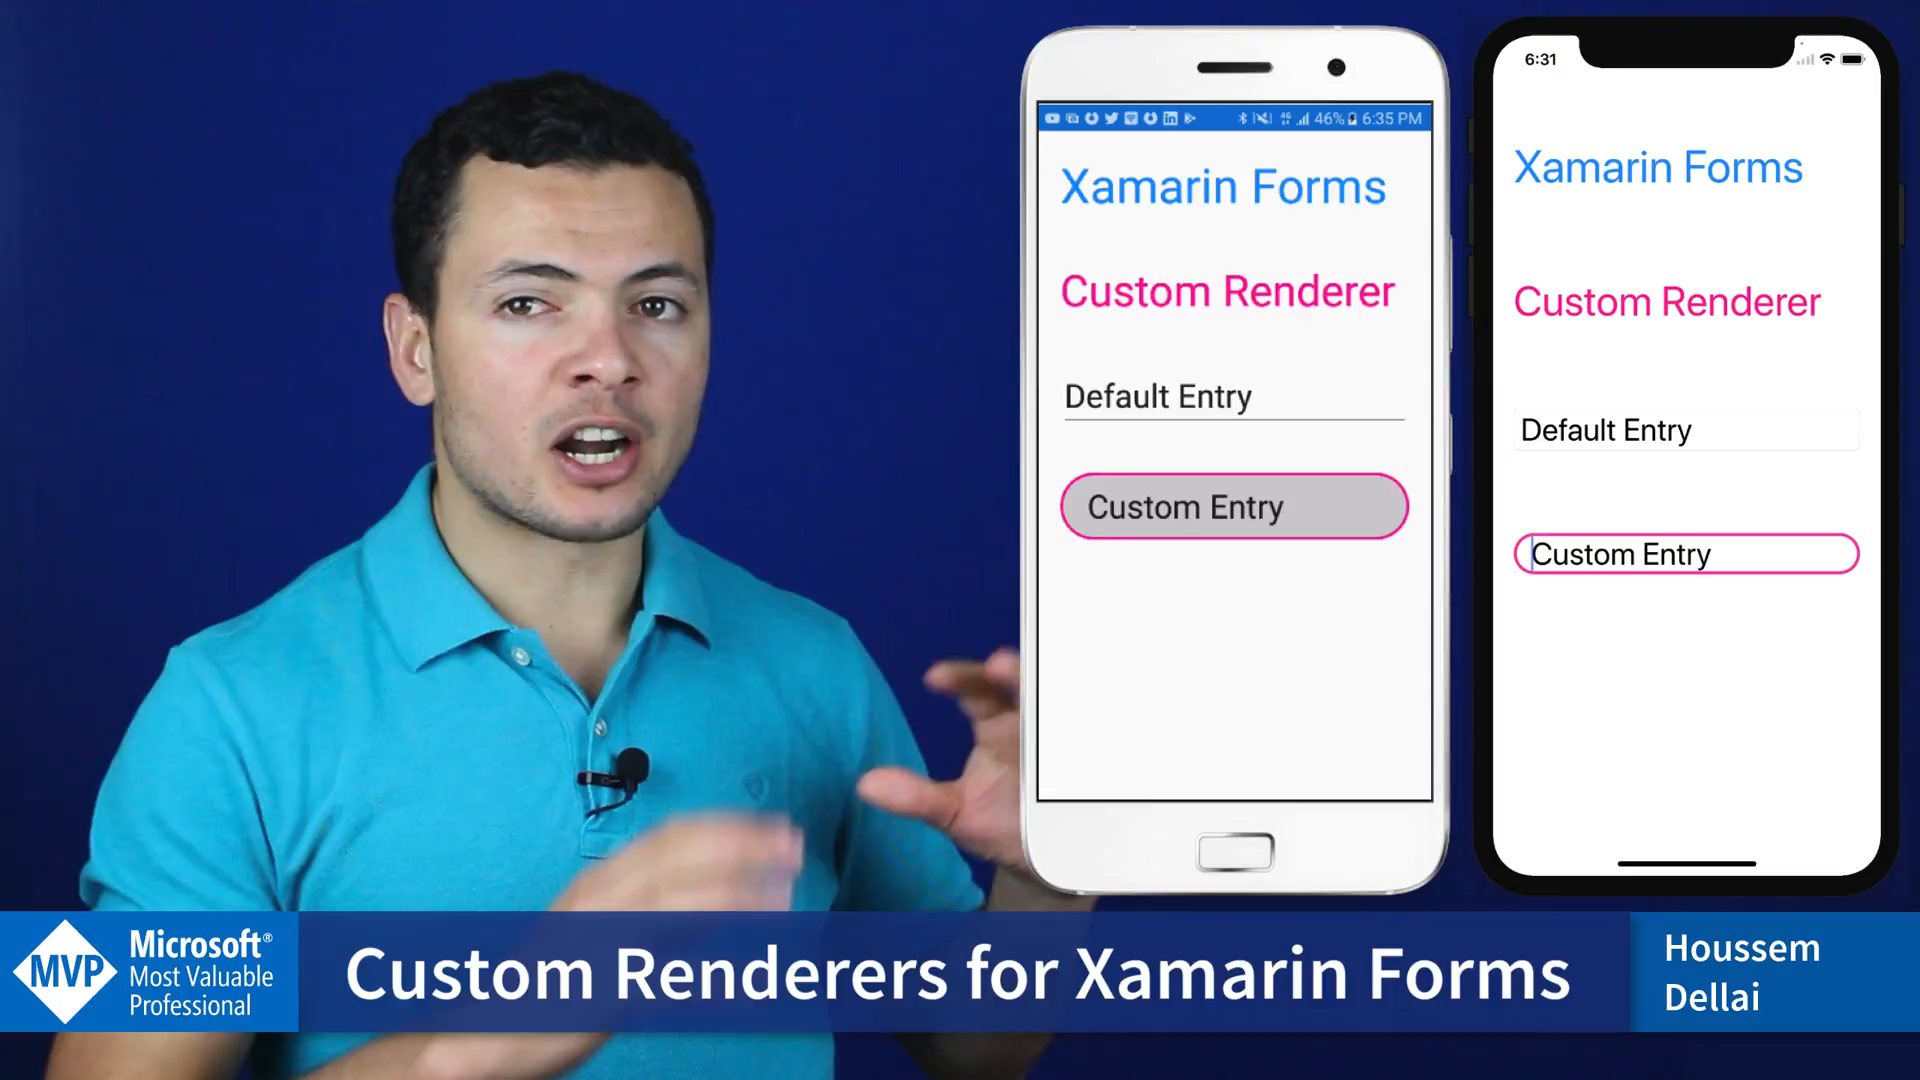 46% 6:35 PM
Xamarin Forms
Custom Renderer
Default Entry
Custom Entry
6:31
Xamarin Forms
Custom Renderer
Default Entry
Custom Entry
MVP
Microsoft®
Most Valuable
Professional
Custom Renderers for Xamarin Forms
Houssem
Dellai